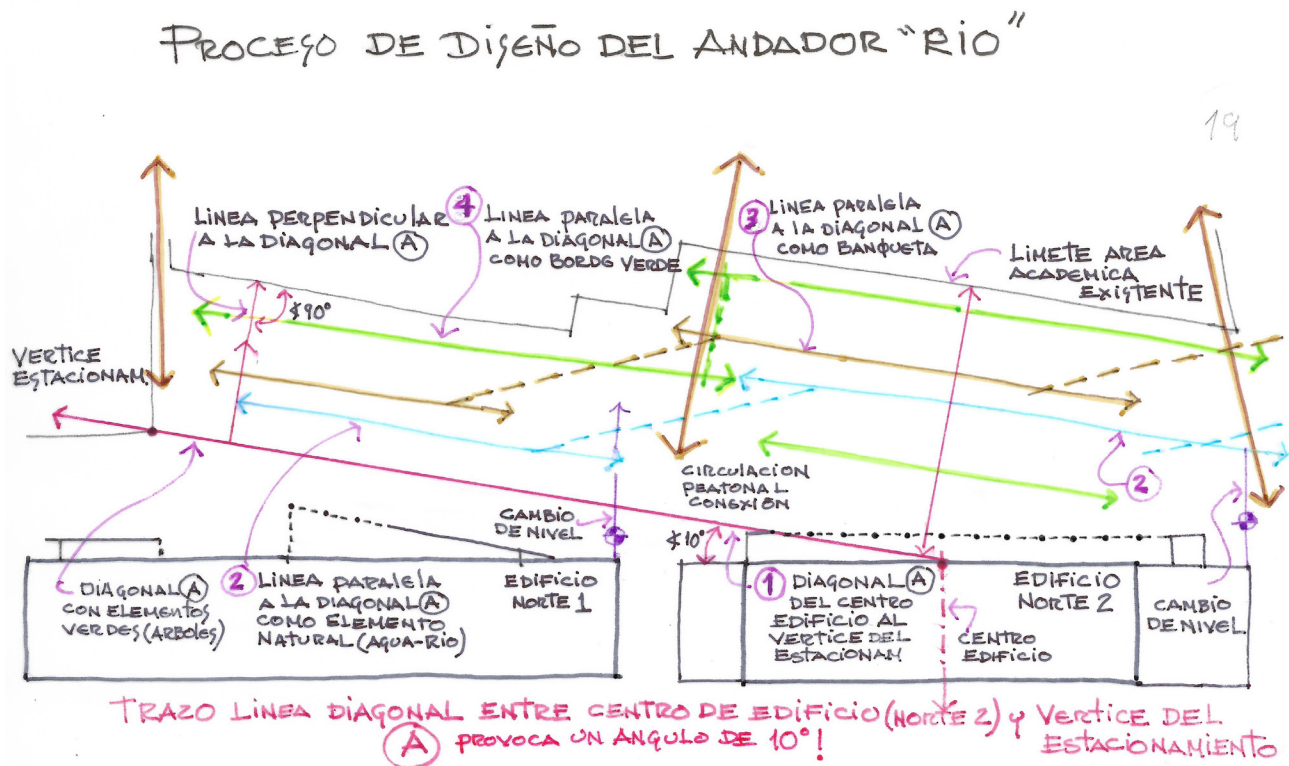 PROCESO DE DISEÑO DEL ANDADOR "RIO"
19
LINEA PERPENDICULAR
A LA DIAGONAL A
4
LINEA PARALELA
A LA DIAGONAL A
COMO BORDE VERDE
3
LINEA PARALELA
A LA DIAGONAL A
COMO BANQUETA
LIMETE AREA
ACADEMICA
EXISTENTE
∡90°
VERTICE
ESTACIONAM.
CIRCULACION
PEATONAL
CONEXIÓN
2
CAMBIO
DE NIVEL
∡10°
DIAGONAL A
CON ELEMENTOS
VERDES (ARBOLES)
2
LINEA PARALELA
A LA DIAGONAL A
COMO ELEMENTO
NATURAL (AGUA-RIO)
EDIFICIO
NORTE 1
1
DIAGONAL A
DEL CENTRO
EDIFICIO AL
VERTICE DEL
ESTACIONAM
EDIFICIO
NORTE 2
CENTRO
EDIFICIO
CAMBIO
DE NIVEL
TRAZO LINEA DIAGONAL ENTRE CENTRO DE EDIFICIO (NORTE 2) y VERTICE DEL
A PROVOCA UN ANGULO DE 10°! ESTACIONAMIENTO